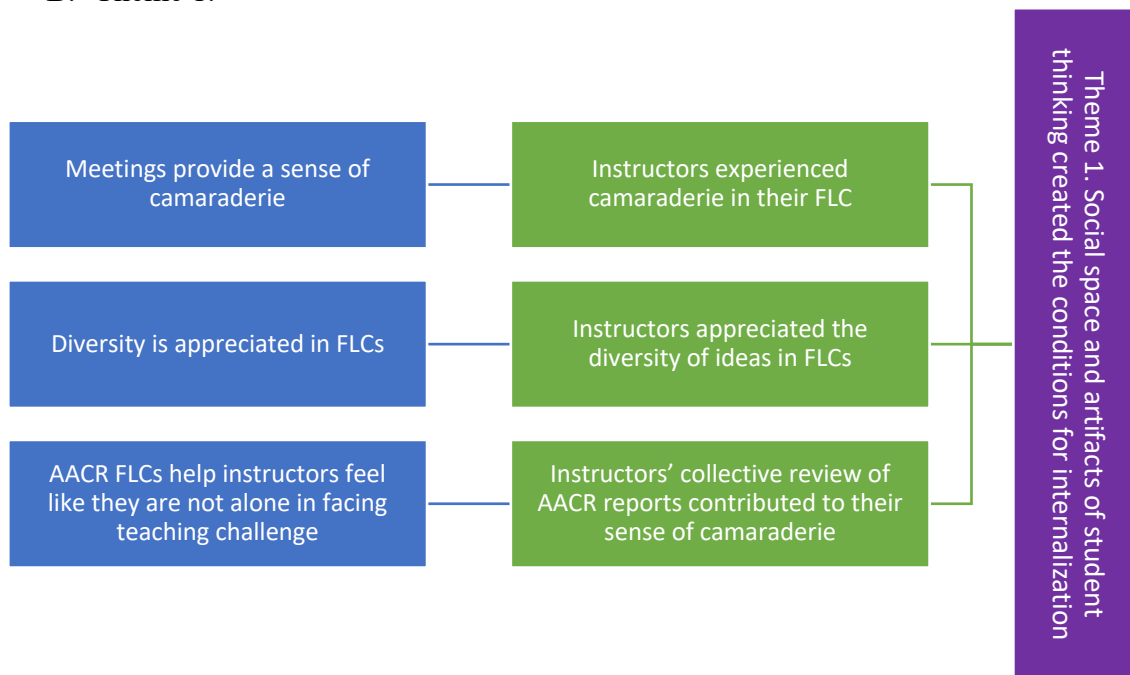 Meetings provide a sense of
camaraderie
Instructors experienced
camaraderie in their FLC
Diversity is appreciated in FLCs
Instructors appreciated the
diversity of ideas in FLCs
AACR FLCs help instructors feel
like they are not alone in facing
teaching challenge
Instructors’ collective review of
AACR reports contributed to their
sense of camaraderie
Theme 1. Social space and artifacts of student
thinking created the conditions for internalization